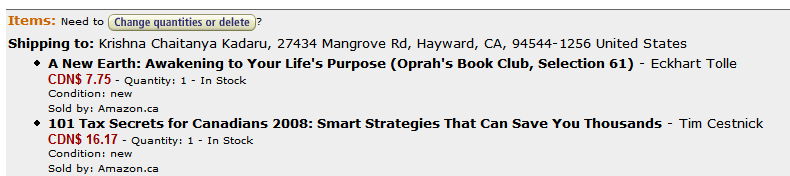 Items: Need to Change quantities or delete?
Shipping to: Krishna Chaitanya Kadaru, 27434 Mangrove Rd, Hayward, CA, 94544-1256 United States
• A New Earth: Awakening to Your Life's Purpose (Oprah's Book Club, Selection 61) - Eckhart Tolle
CDN$ 7.75 - Quantity: 1 - In Stock
Condition: new
Sold by: Amazon.ca
• 101 Tax Secrets for Canadians 2008: Smart Strategies That Can Save You Thousands - Tim Cestnick
CDN$ 16.17 - Quantity: 1 - In Stock
Condition: new
Sold by: Amazon.ca